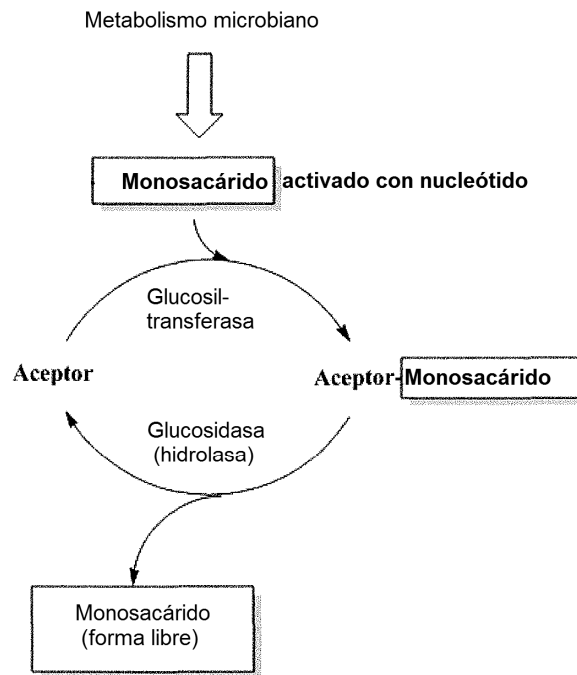 Metabolismo microbiano
Monosacárido activado con nucleótido
Glucosil-
transferasa
Aceptor
Aceptor-Monosacárido
Glucosidasa
(hidrolasa)
Monosacárido
(forma libre)